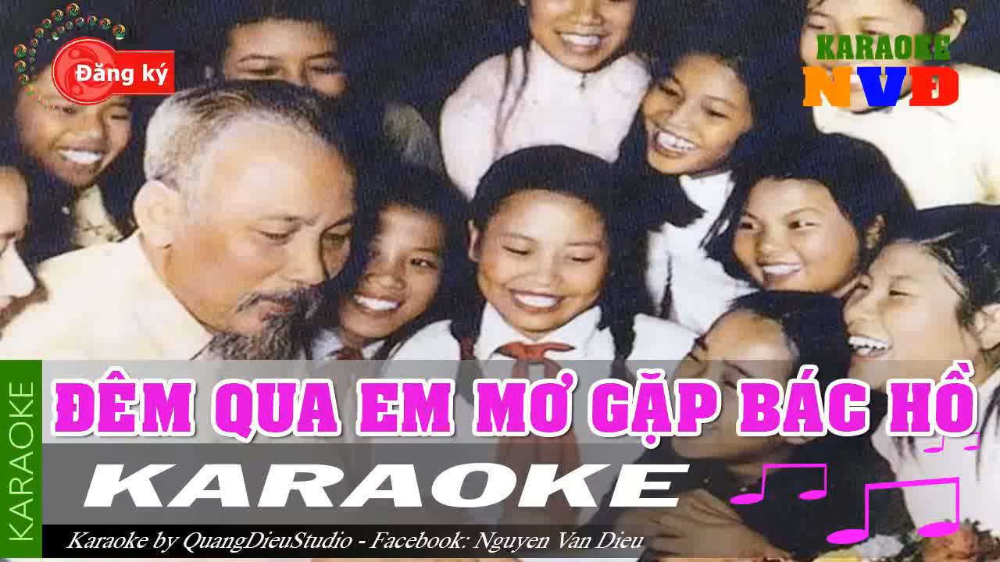 Đăng ký
KARAOKE
NVĐ
KARAOKE
ĐÊM QUA EM MƠ GẶP BÁC HỒ
KARAOKE
Karaoke by QuangDieuStudio - Facebook: Nguyen Van Dieu